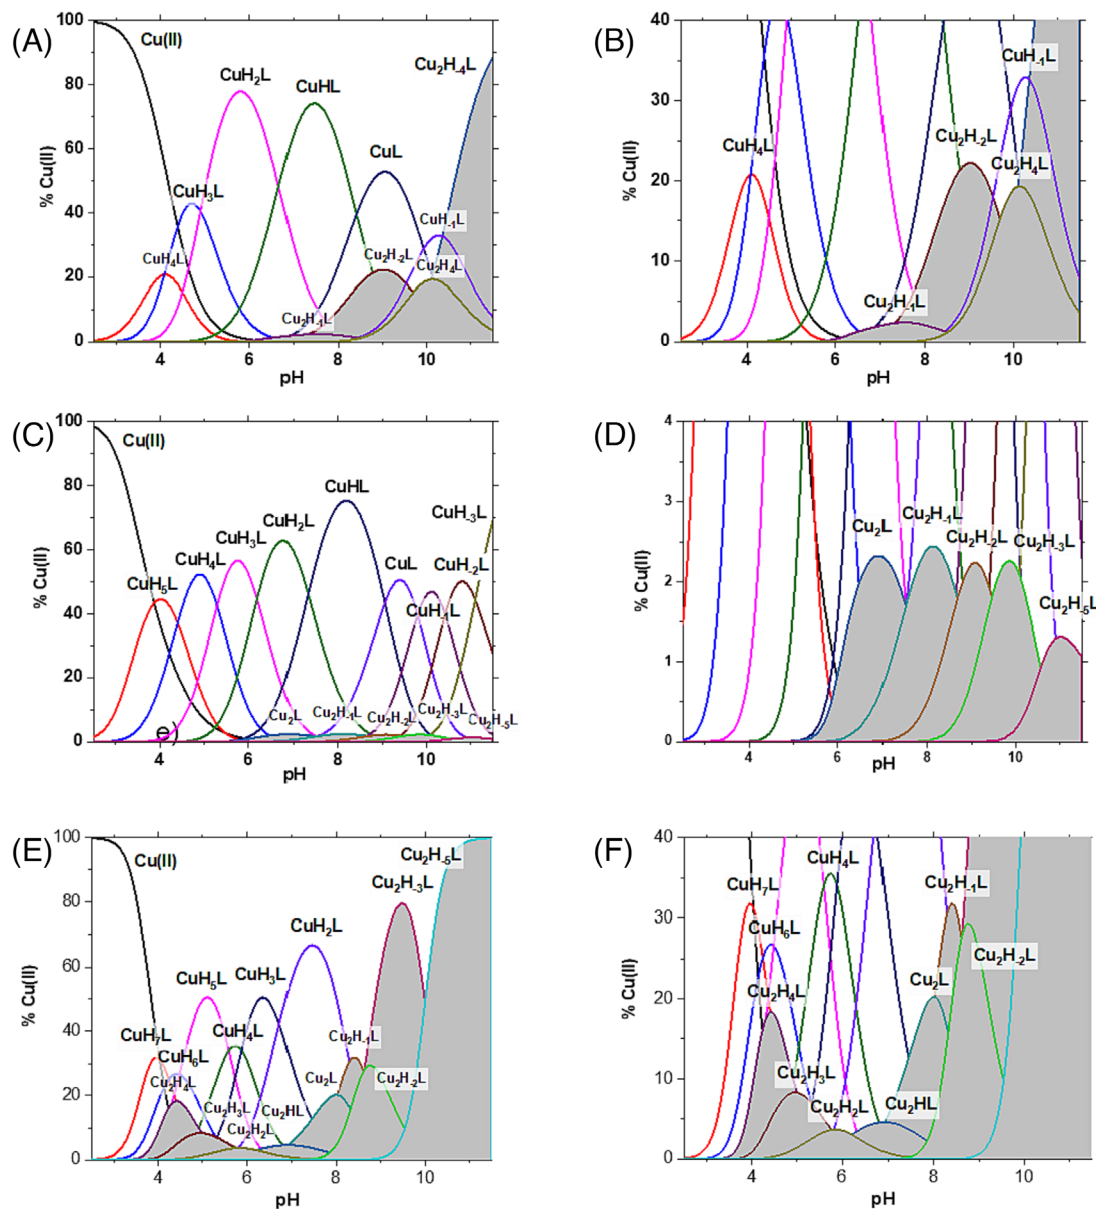 (A)
100
80
60
40
20
0
% Cu(II)
Cu(II)
CuH4L
CuH3L
CuH2L
CuHL
CuL
Cu2H-1L
Cu2H-2L
CuH-1L
Cu2H4L
Cu2H-4L
4 6 8 10
pH
(B)
40
30
20
10
0
% Cu(II)
CuH4L
Cu2H-1L
Cu2H-2L
CuH-1L
Cu2H4L
4 6 8 10
pH
(C)
100
80
60
40
20
0
% Cu(II)
Cu(II)
CuH5L
CuH4L
CuH3L
CuH2L
CuHL
CuL
CuH-1L
CuH-2L
CuH-3L
Cu2L
Cu2H-1L
Cu2H-2L
Cu2H-3L
Cu2H-5L
e)
4 6 8 10
pH
(D)
4
3
2
1
0
% Cu(II)
Cu2L
Cu2H-1L
Cu2H-2L
Cu2H-3L
Cu2H-5L
4 6 8 10
pH
(E)
100
80
60
40
20
0
% Cu(II)
Cu(II)
CuH7L
CuH6L
Cu2H4L
CuH5L
CuH4L
CuH3L
CuH2L
Cu2H3L
Cu2H2L
Cu2HL
Cu2L
Cu2H-1L
Cu2H-2L
Cu2H-3L
Cu2H-5L
4 6 8 10
pH
(F)
40
30
20
10
0
% Cu(II)
CuH7L
CuH6L
Cu2H4L
CuH4L
Cu2H3L
Cu2H2L
Cu2HL
Cu2L
Cu2H-1L
Cu2H-2L
4 6 8 10
pH